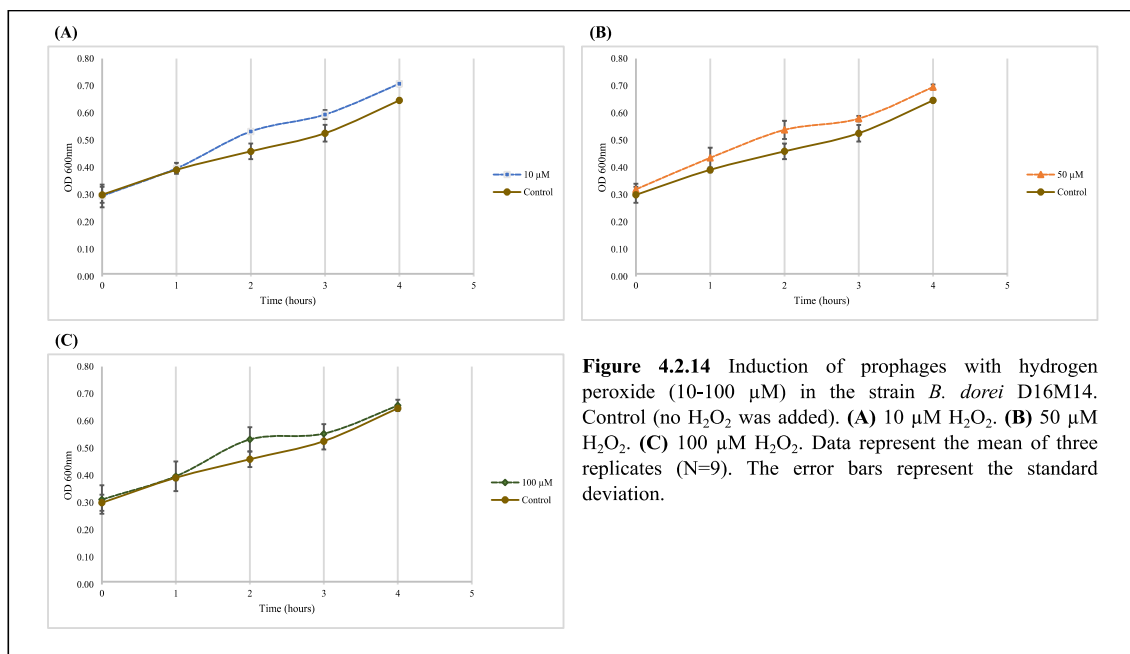 (A)
0.80
0.70
0.60
0.50
0.40
0.30
0.20
0.10
0.00
OD 600nm
0 1 2 3 4 5
Time (hours)
10 µM
Control
(B)
0.80
0.70
0.60
0.50
0.40
0.30
0.20
0.10
0.00
OD 600nm
0 1 2 3 4 5
Time (hours)
50 µM
Control
(C)
0.80
0.70
0.60
0.50
0.40
0.30
0.20
0.10
0.00
OD 600nm
0 1 2 3 4 5
Time (hours)
100 µM
Control
Figure 4.2.14 Induction of prophages with hydrogen
peroxide (10-100 µM) in the strain B. dorei D16M14.
Control (no H₂O₂ was added). (A) 10 µM H₂O₂. (B) 50 µM
H₂O₂. (C) 100 µM H₂O₂. Data represent the mean of three
replicates (N=9). The error bars represent the standard
deviation.